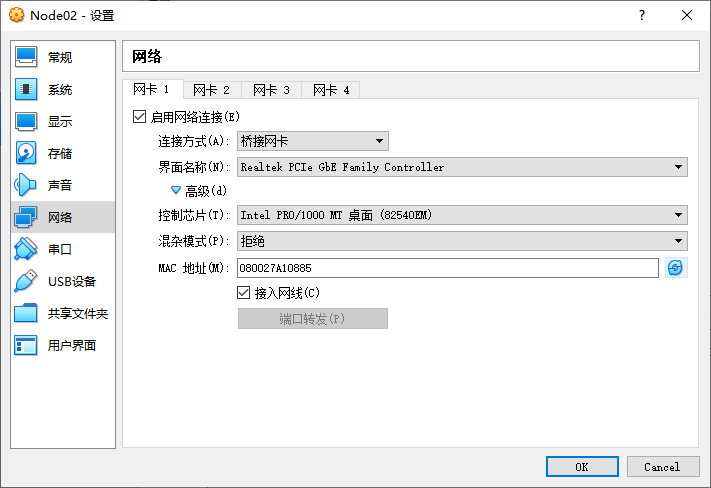 Node02 - 设置
?
常规
系统
显示
存储
声音
网络
串口
USB设备
共享文件夹
用户界面
网络
网卡 1 网卡 2 网卡 3 网卡 4
启用网络连接(E)
连接方式(A): 桥接网卡
界面名称(N): Realtek PCIe GbE Family Controller
高级(d)
控制芯片(T): Intel PRO/1000 MT 桌面 (82540EM)
混杂模式(P): 拒绝
MAC 地址(M): 080027A10885
接入网线(C)
端口转发(P)
OK Cancel